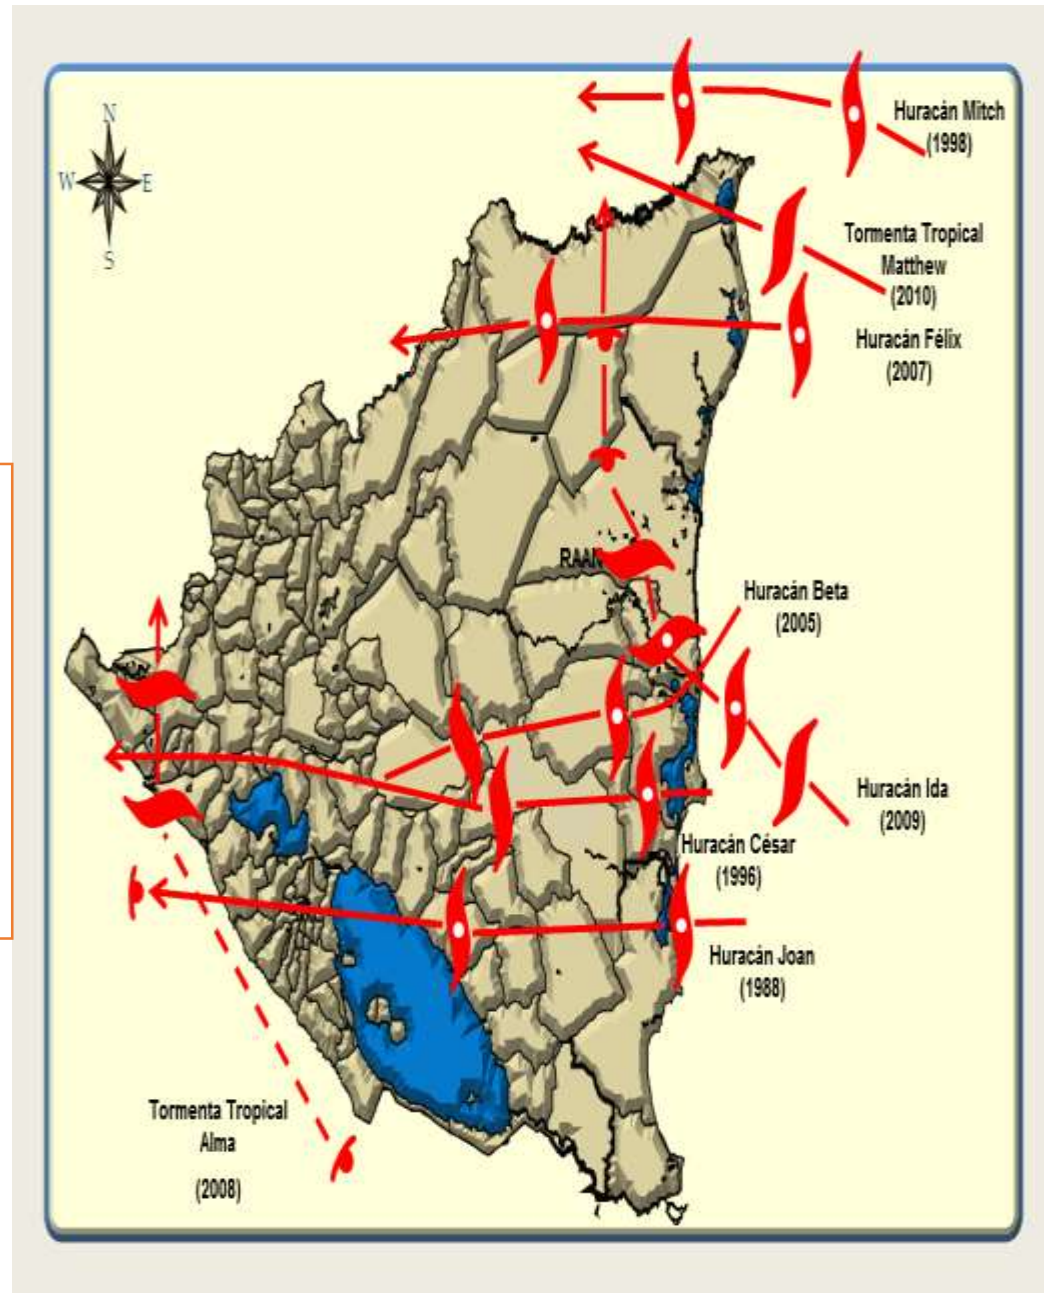 N
W
E
S
Huracán Mitch
(1998)
Tormenta Tropical
Matthew
(2010)
Huracán Félix
(2007)
RAAN
Huracán Beta
(2005)
Huracán Ida
(2009)
Huracán César
(1996)
Huracán Joan
(1988)
Tormenta Tropical
Alma
(2008)